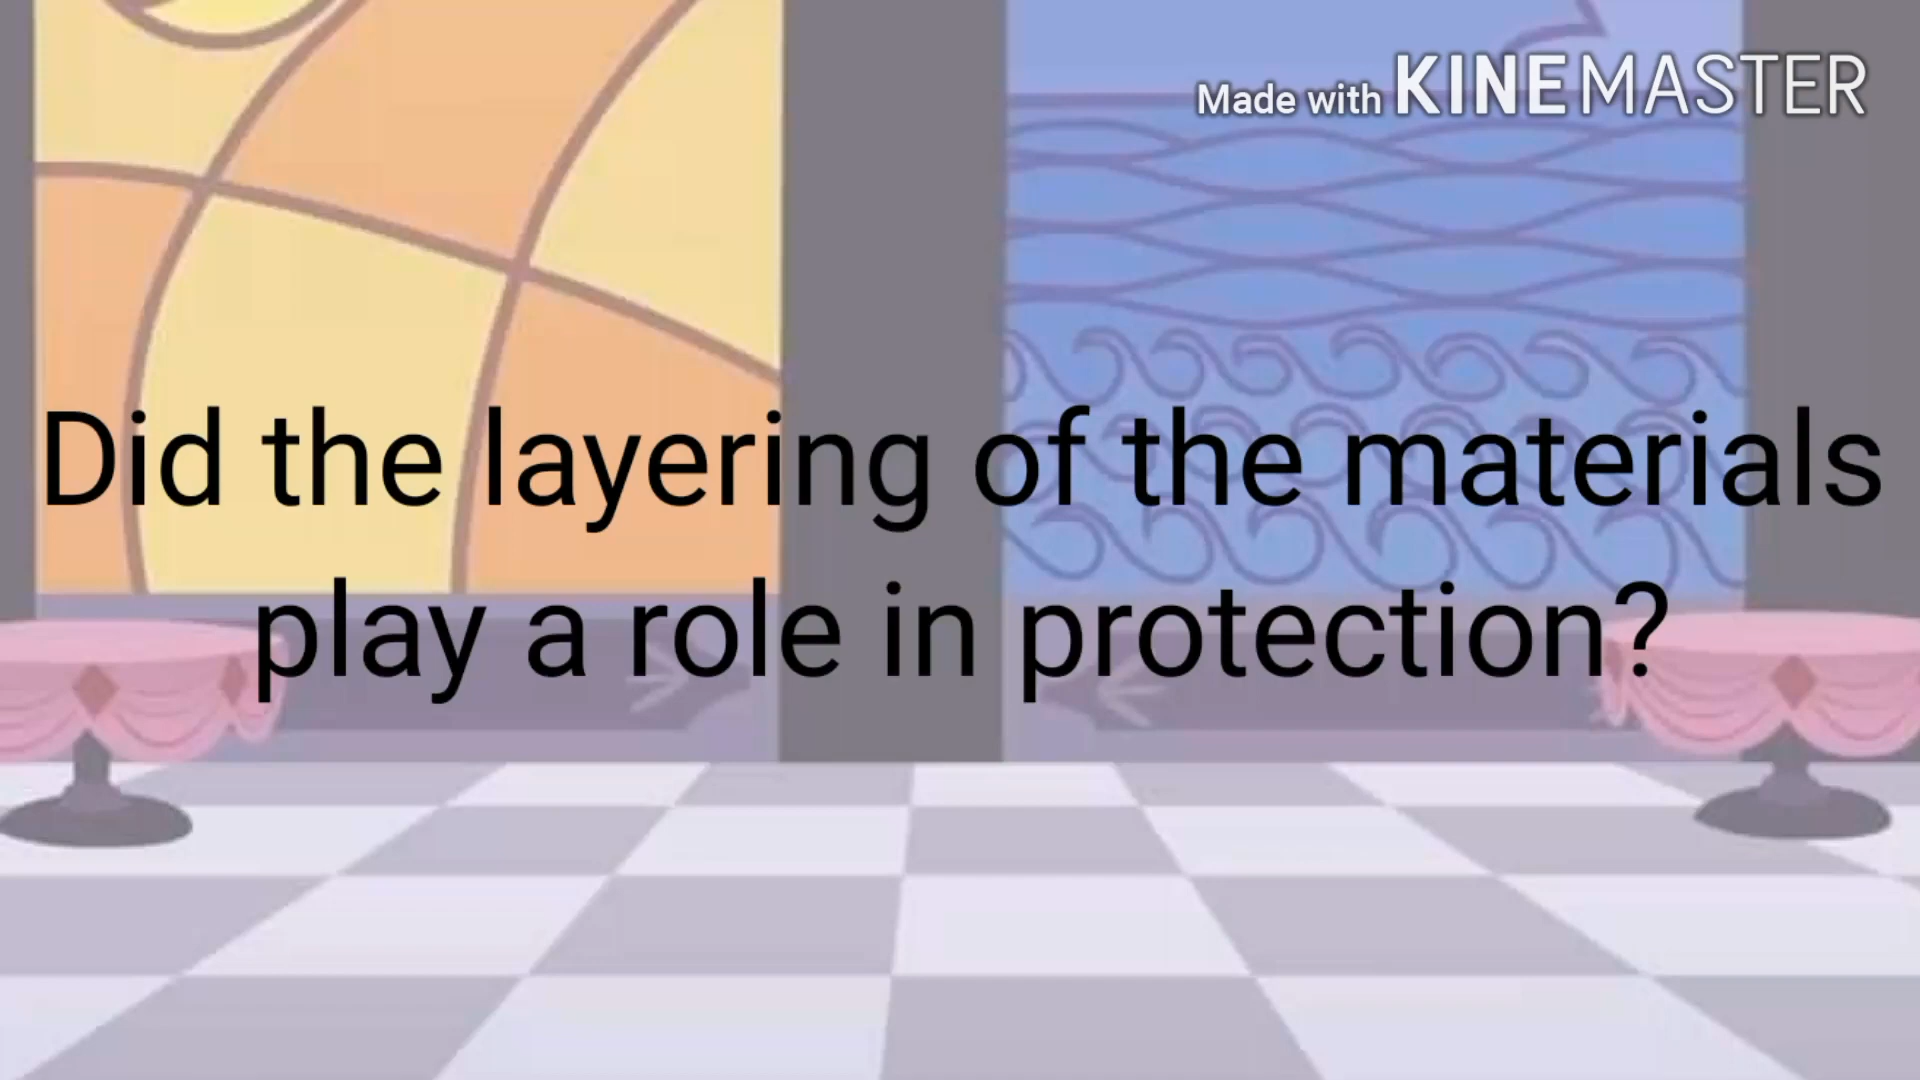 Made with KINEMASTER
Did the layering of the materials
play a role in protection?